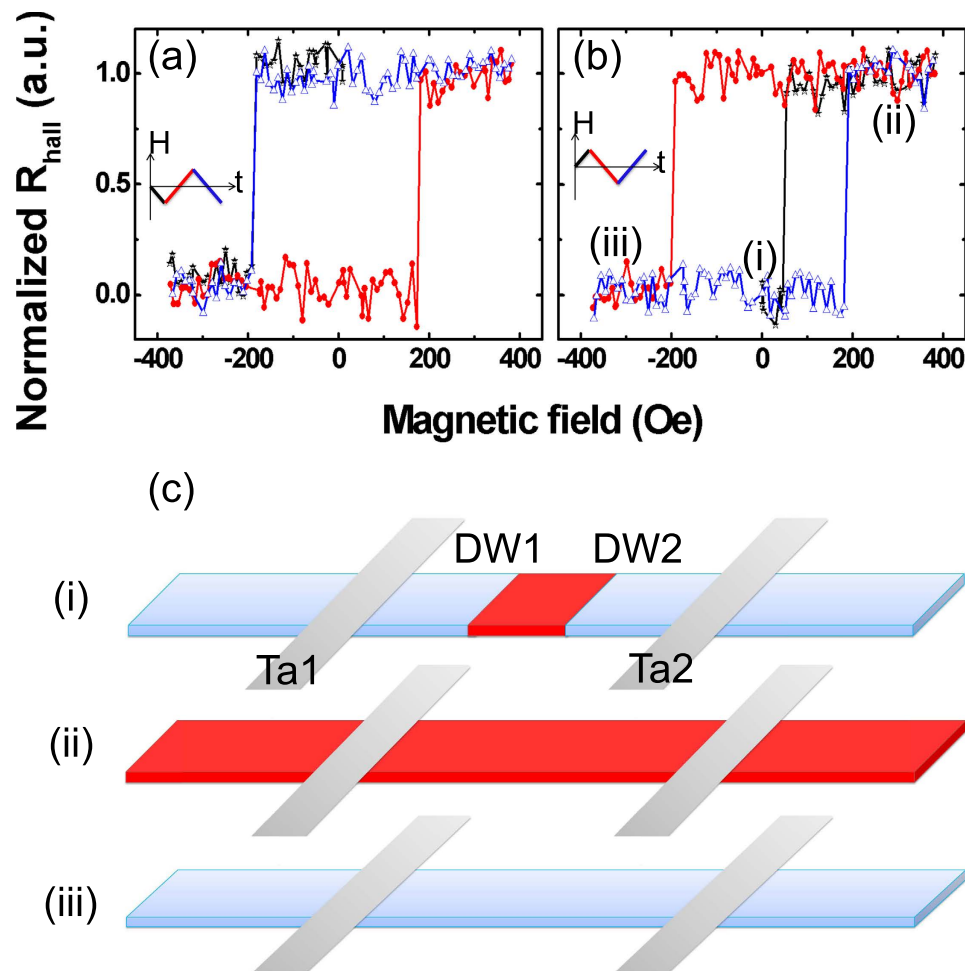 Normalized R_hall (a.u.)
(a)
(b)
1.0
0.5
0.0
H
t
H
t
(i)
(ii)
(iii)
-400 -200 0 200 400
-400 -200 0 200 400
Magnetic field (Oe)
(c)
DW1 DW2
(i)
Ta1 Ta2
(ii)
(iii)